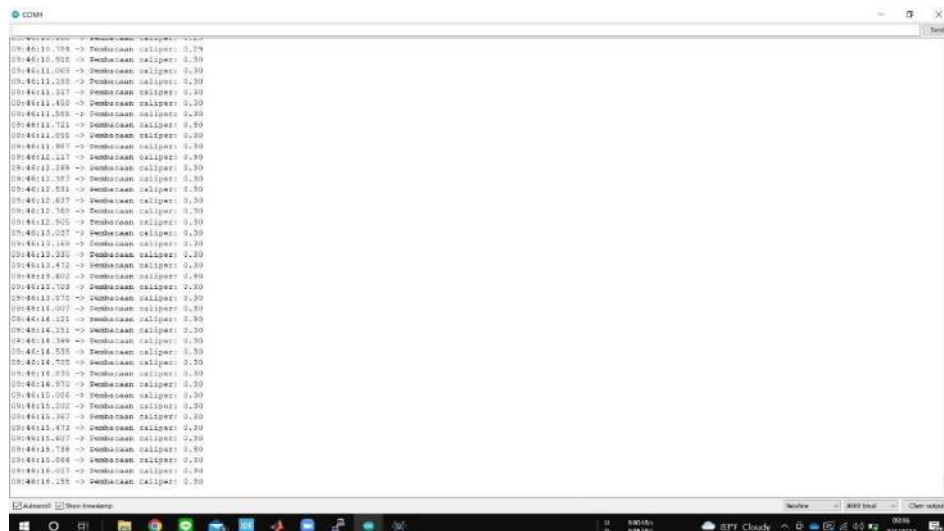 Send
09:46:10.784 -> Pembacaan caliper: 0.29
09:46:10.918 -> Pembacaan caliper: 0.30
09:46:11.063 -> Pembacaan caliper: 0.30
09:46:11.188 -> Pembacaan caliper: 0.30
09:46:11.317 -> Pembacaan caliper: 0.30
09:46:11.450 -> Pembacaan caliper: 0.30
09:46:11.585 -> Pembacaan caliper: 0.30
09:46:11.721 -> Pembacaan caliper: 0.30
09:46:11.855 -> Pembacaan caliper: 0.30
09:46:11.987 -> Pembacaan caliper: 0.30
09:46:12.117 -> Pembacaan caliper: 0.30
09:46:12.249 -> Pembacaan caliper: 0.30
09:46:12.387 -> Pembacaan caliper: 0.30
09:46:12.531 -> Pembacaan caliper: 0.30
09:46:12.637 -> Pembacaan caliper: 0.30
09:46:12.780 -> Pembacaan caliper: 0.30
09:46:12.905 -> Pembacaan caliper: 0.30
09:46:13.037 -> Pembacaan caliper: 0.30
09:46:13.169 -> Pembacaan caliper: 0.30
09:46:13.330 -> Pembacaan caliper: 0.30
09:46:13.472 -> Pembacaan caliper: 0.30
-> Pembacaan caliper: 0.30
09:46:13.703 -> Pembacaan caliper: 0.30
09:46:13.870 -> Pembacaan caliper: 0.30
09:46:14.007 -> Pembacaan caliper: 0.30
09:46:14.121 -> Pembacaan caliper: 0.30
09:46:14.251 -> Pembacaan caliper: 0.30
09:46:14.399 -> Pembacaan caliper: 0.30
09:46:14.538 -> Pembacaan caliper: 0.30
09:46:14.705 -> Pembacaan caliper: 0.30
09:46:14.830 -> Pembacaan caliper: 0.30
09:46:14.970 -> Pembacaan caliper: 0.30
09:46:15.086 -> Pembacaan caliper: 0.30
09:46:15.202 -> Pembacaan caliper: 0.30
09:46:15.367 -> Pembacaan caliper: 0.30
09:46:15.473 -> Pembacaan caliper: 0.30
09:46:15.607 -> Pembacaan caliper: 0.30
09:46:15.736 -> Pembacaan caliper: 0.30
09:46:15.884 -> Pembacaan caliper: 0.30
09:46:16.017 -> Pembacaan caliper: 0.30
09:46:16.155 -> Pembacaan caliper: 0.30
Autoscroll Show timestamp Newline 9600 baud Clear output
83°F Cloudy 09:46